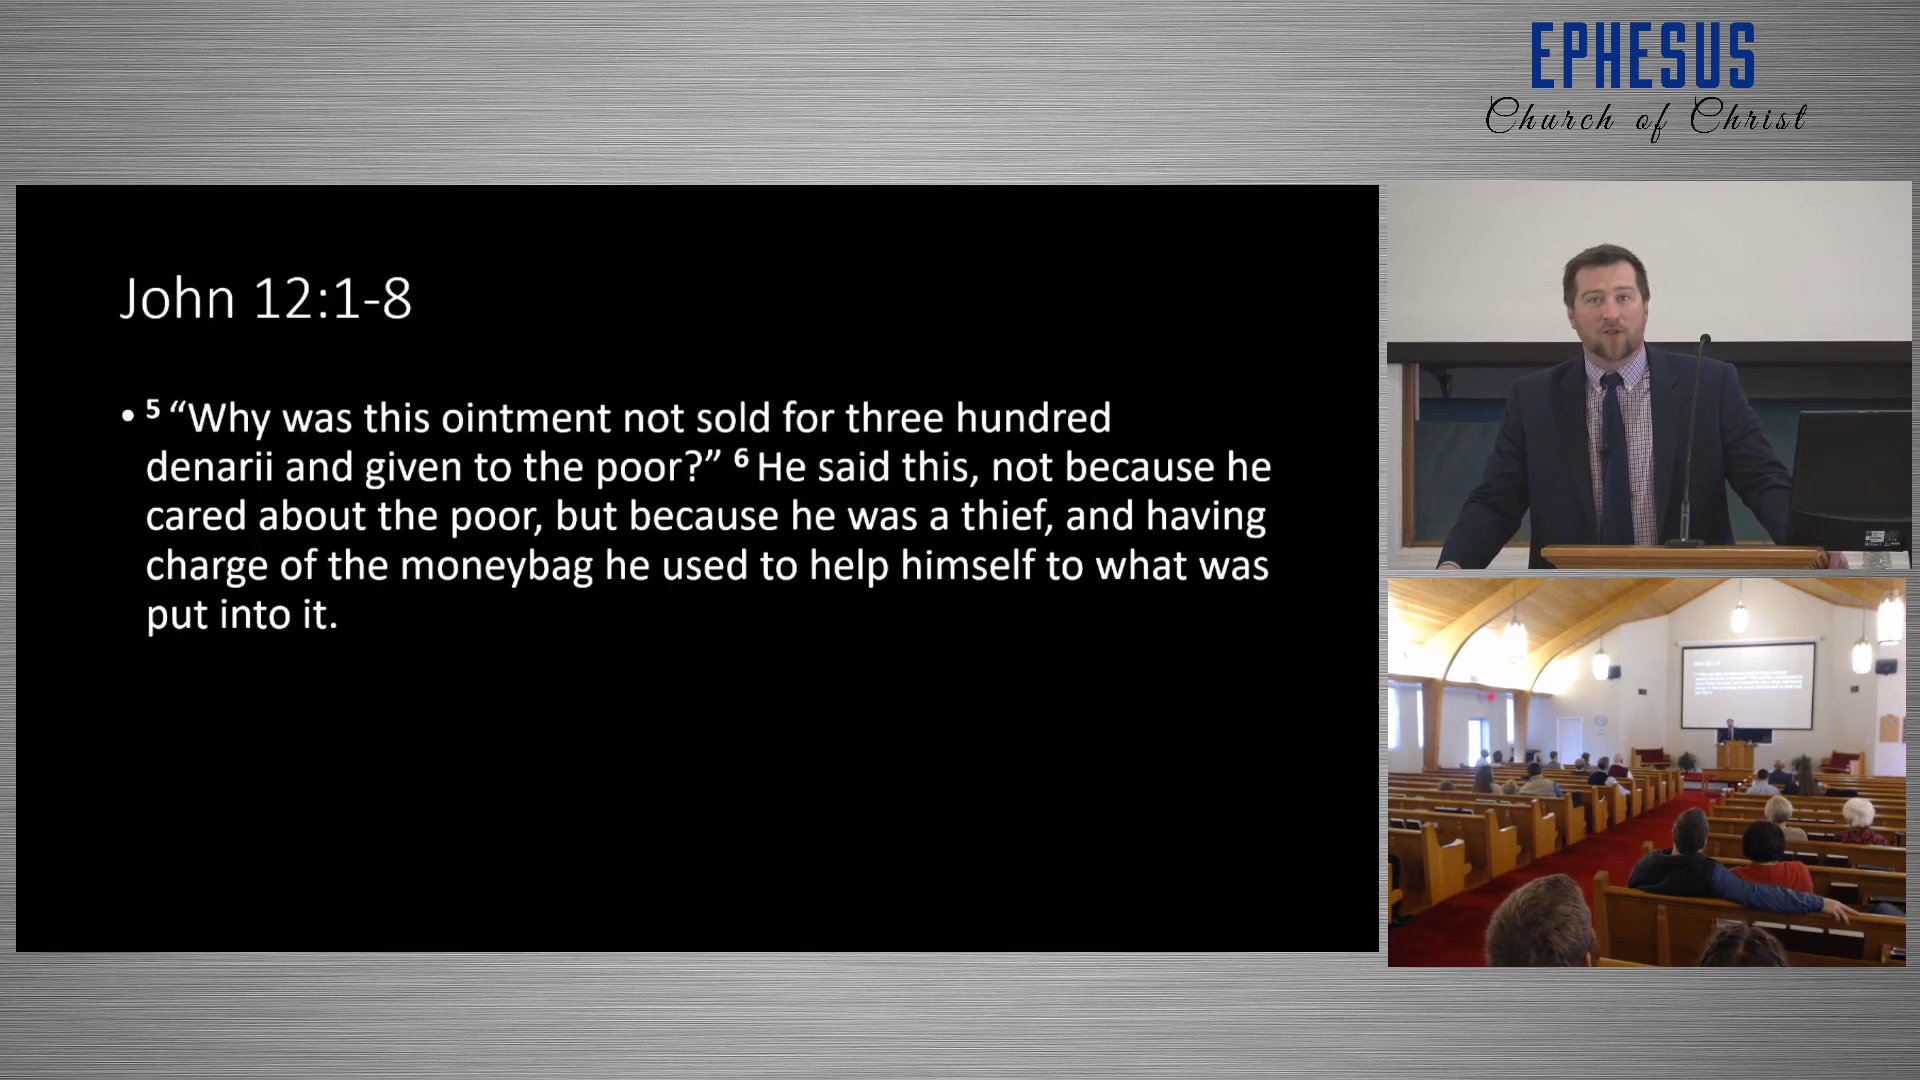 EPHESUS
Church of Christ
John 12:1-8
• 5 “Why was this ointment not sold for three hundred
denarii and given to the poor?” 6 He said this, not because he
cared about the poor, but because he was a thief, and having
charge of the moneybag he used to help himself to what was
put into it.